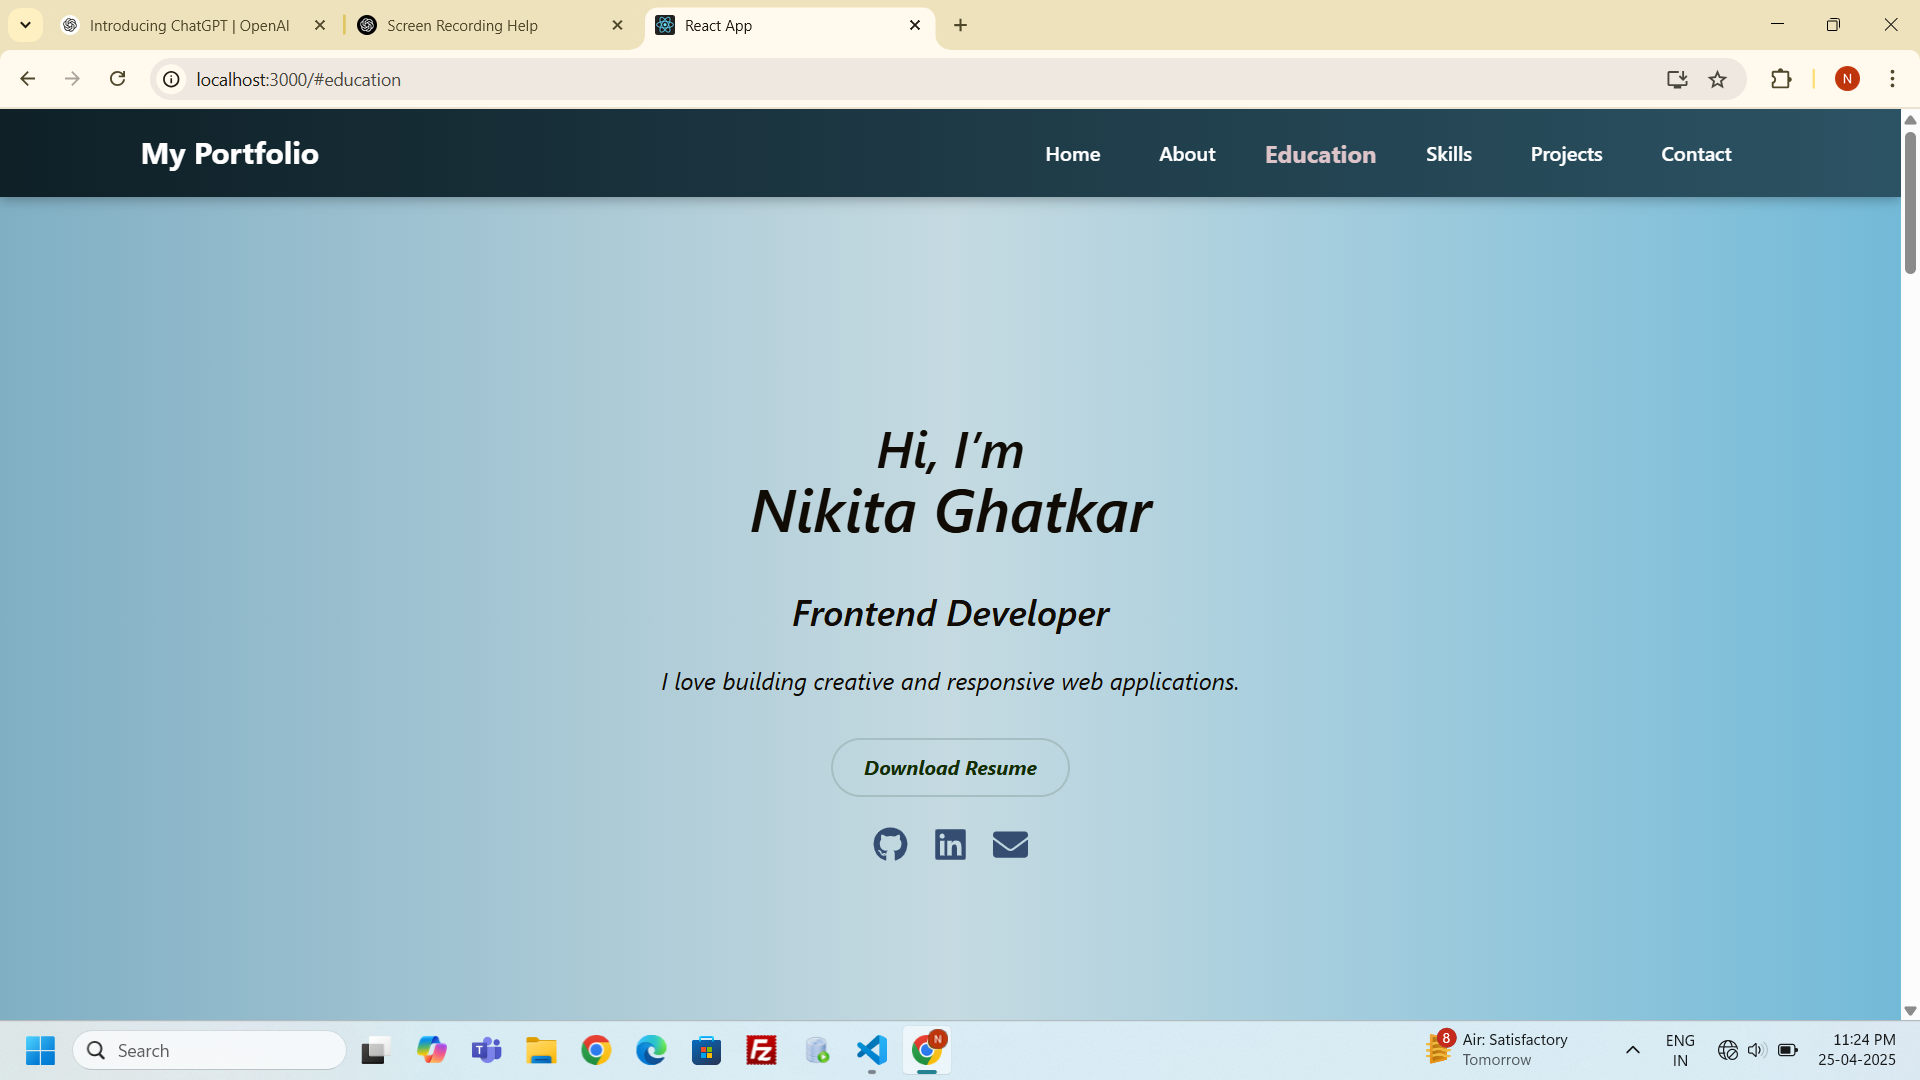 Introducing ChatGPT | OpenAI
Screen Recording Help
React App
localhost:3000/#education
N
My Portfolio
Home About Education Skills Projects Contact
Hi, I’m
Nikita Ghatkar
Frontend Developer
I love building creative and responsive web applications.
Download Resume
in
Search
T
Fz
N
8
Air: Satisfactory
Tomorrow
ENG
IN
11:24 PM
25-04-2025